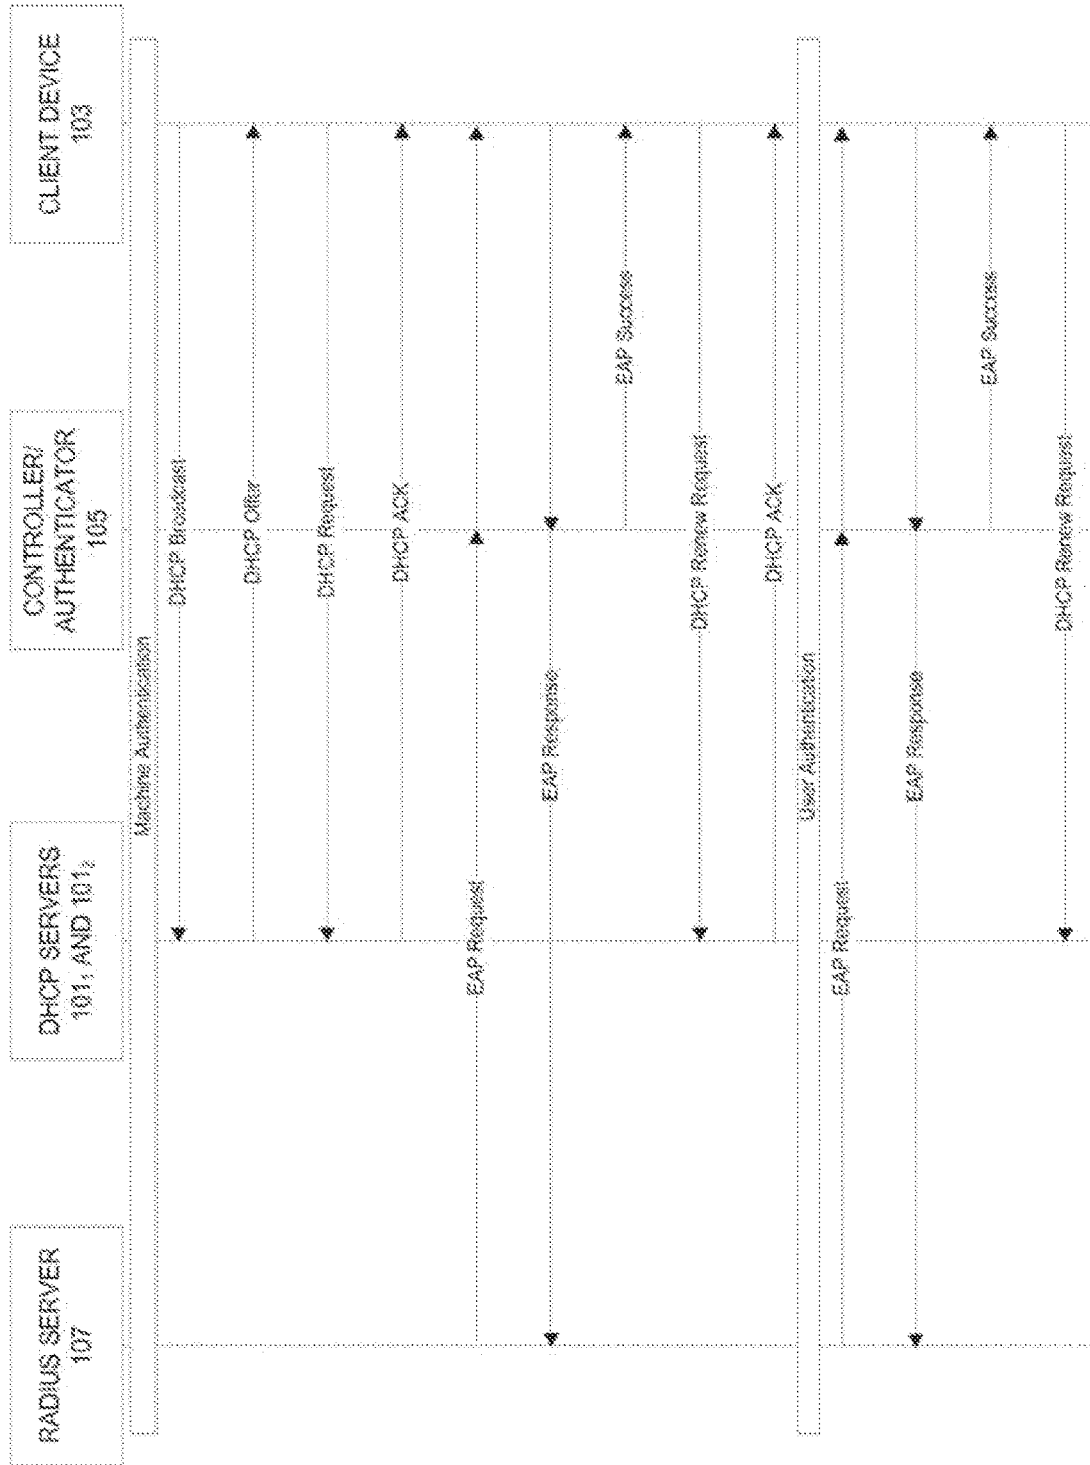 RADIUS SERVER
107
DHCP SERVERS
101₁ AND 101₂
CONTROLLER/
AUTHENTICATOR
105
CLIENT DEVICE
103
Machine Authentication
DHCP Broadcast
DHCP Offer
DHCP Request
DHCP ACK
EAP Request
EAP Response
EAP Success
DHCP Renew Request
DHCP ACK
User Authentication
EAP Request
EAP Response
EAP Success
DHCP Renew Request